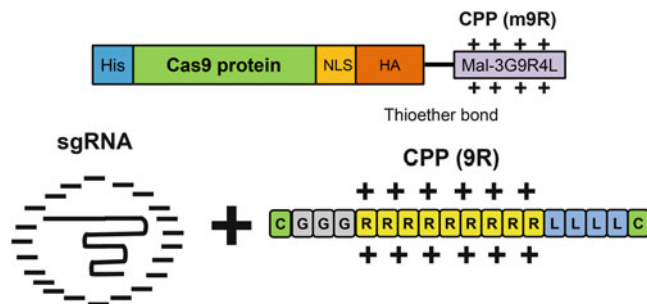 CPP (m9R)
+ + + +
His Cas9 protein NLS HA Mal-3G9R4L
+ + + +
Thioether bond
sgRNA
CPP (9R)
+ + + + + +
+ C G G G R R R R R R R R R L L L L C
+ + + + + +